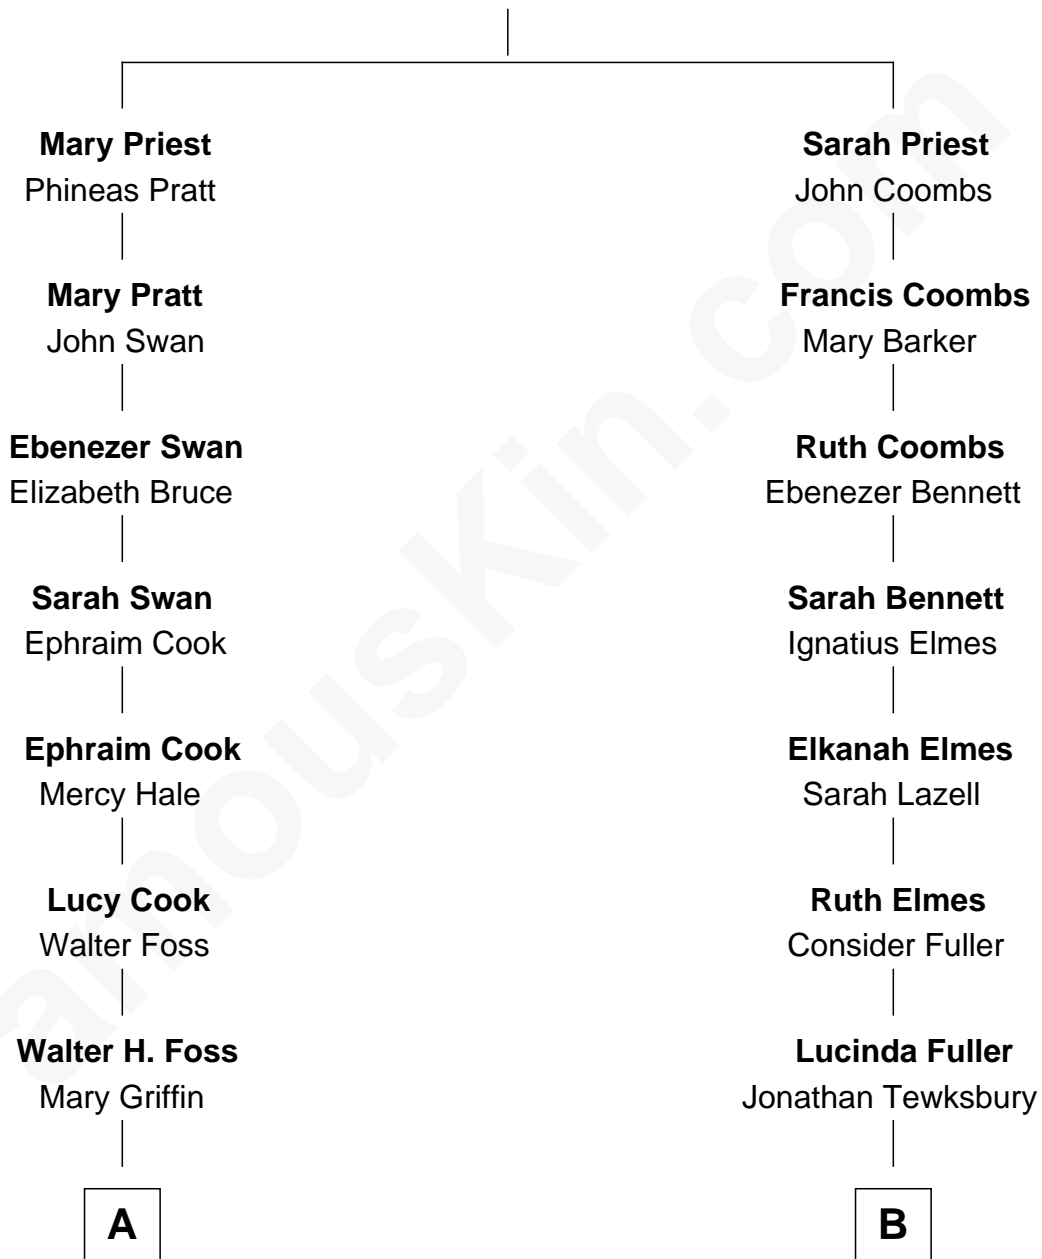 Mary Priest
Phineas Pratt
Mary Pratt
John Swan
Ebenezer Swan
Elizabeth Bruce
Sarah Swan
Ephraim Cook
Ephraim Cook
Mercy Hale
Lucy Cook
Walter Foss
Walter H. Foss
Mary Griffin
A
Sarah Priest
John Coombs
Francis Coombs
Mary Barker
Ruth Coombs
Ebenezer Bennett
Sarah Bennett
Ignatius Elmes
Elkanah Elmes
Sarah Lazell
Ruth Elmes
Consider Fuller
Lucinda Fuller
Jonathan Tewksbury
B
amouskin.com